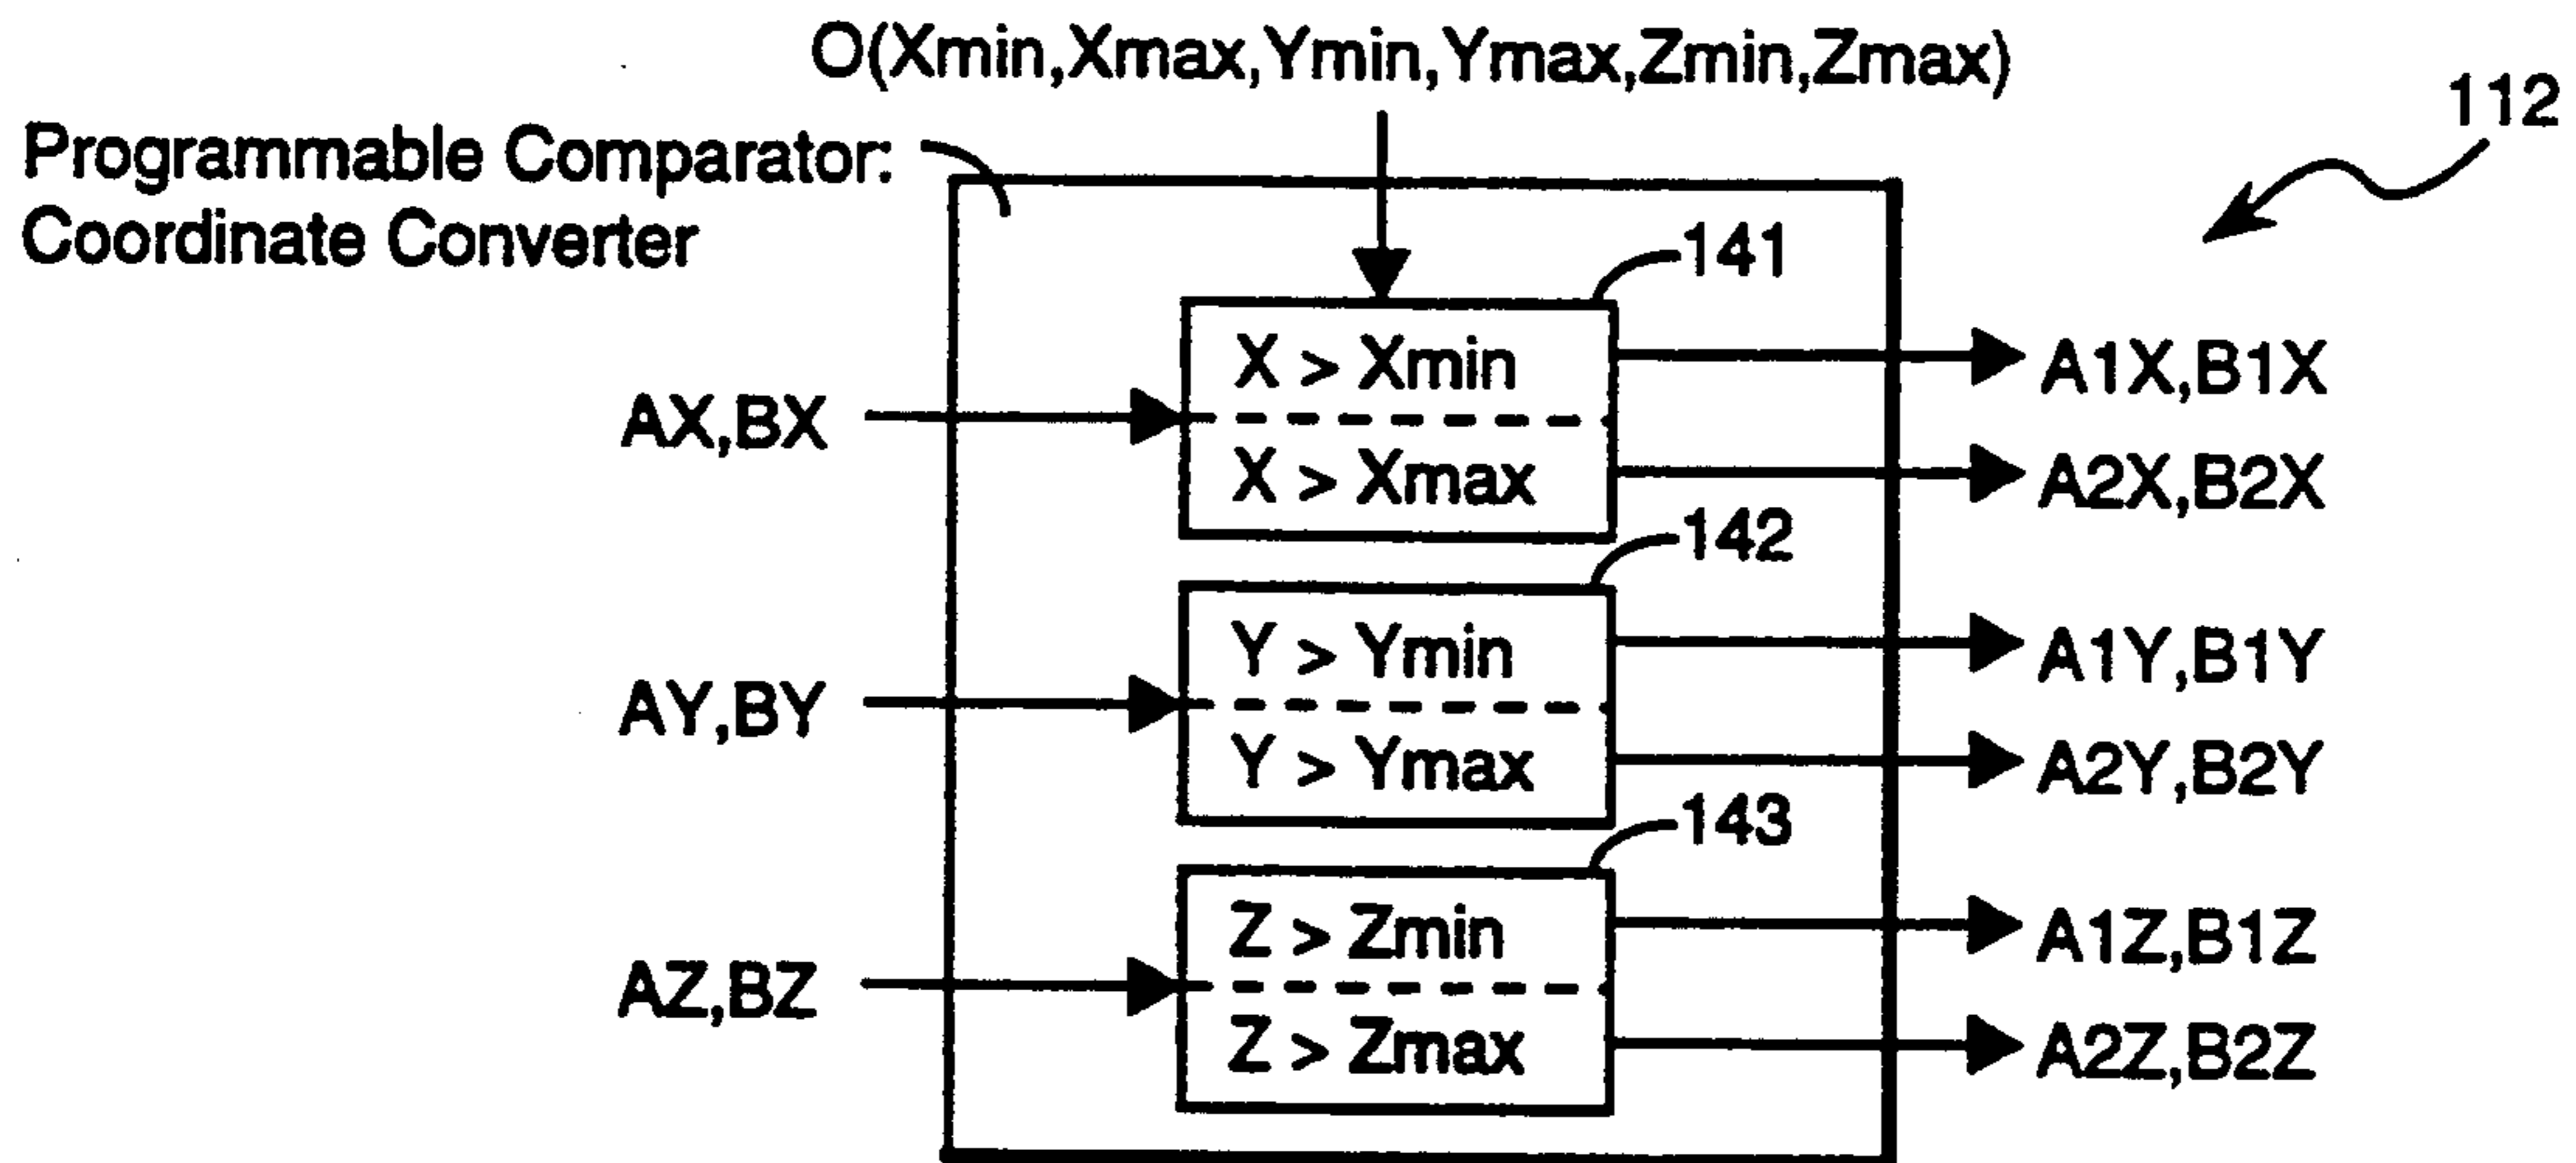 O(Xmin,Xmax,Ymin,Ymax,Zmin,Zmax)
112
Programmable Comparator:
Coordinate Converter
141
X > Xmin
X > Xmax
AX,BX
A1X,B1X
A2X,B2X
142
Y > Ymin
Y > Ymax
AY,BY
A1Y,B1Y
A2Y,B2Y
143
Z > Zmin
Z > Zmax
AZ,BZ
A1Z,B1Z
A2Z,B2Z